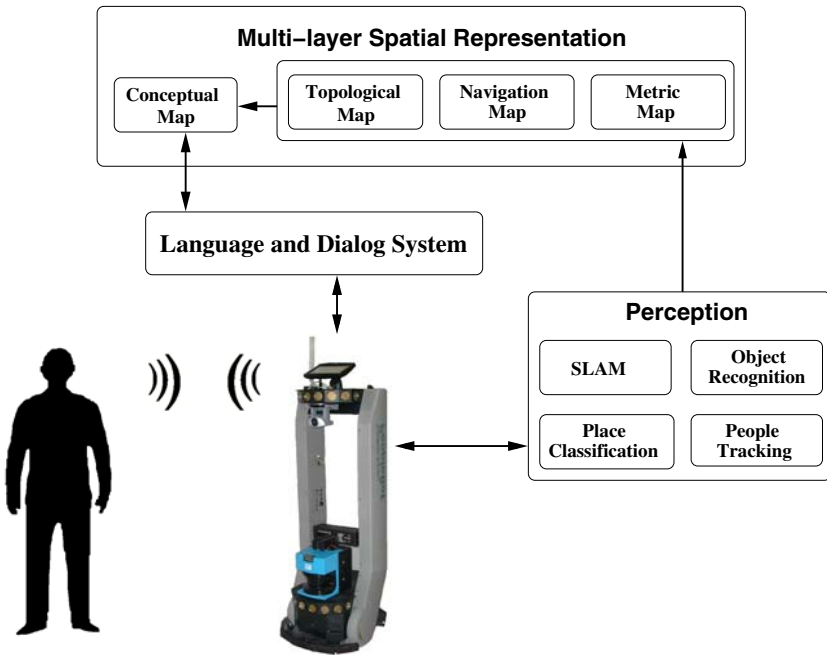 Multi–layer Spatial Representation
Conceptual
Map
Topological
Map
Navigation
Map
Metric
Map
Language and Dialog System
Perception
SLAM
Object
Recognition
Place
Classification
People
Tracking